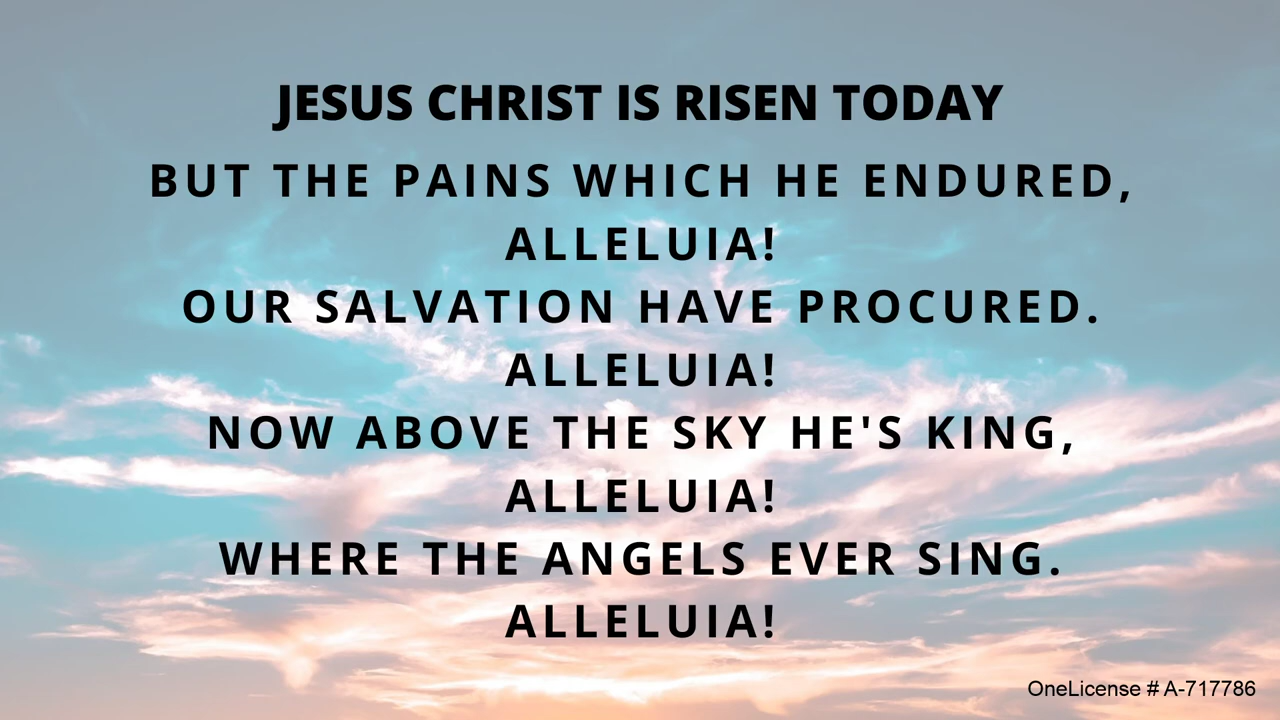 JESUS CHRIST IS RISEN TODAY
BUT THE PAINS WHICH HE ENDURED,
ALLELUIA!
OUR SALVATION HAVE PROCURED.
ALLELUIA!
NOW ABOVE THE SKY HE'S KING,
ALLELUIA!
WHERE THE ANGELS EVER SING.
ALLELUIA!
OneLicense # A-717786